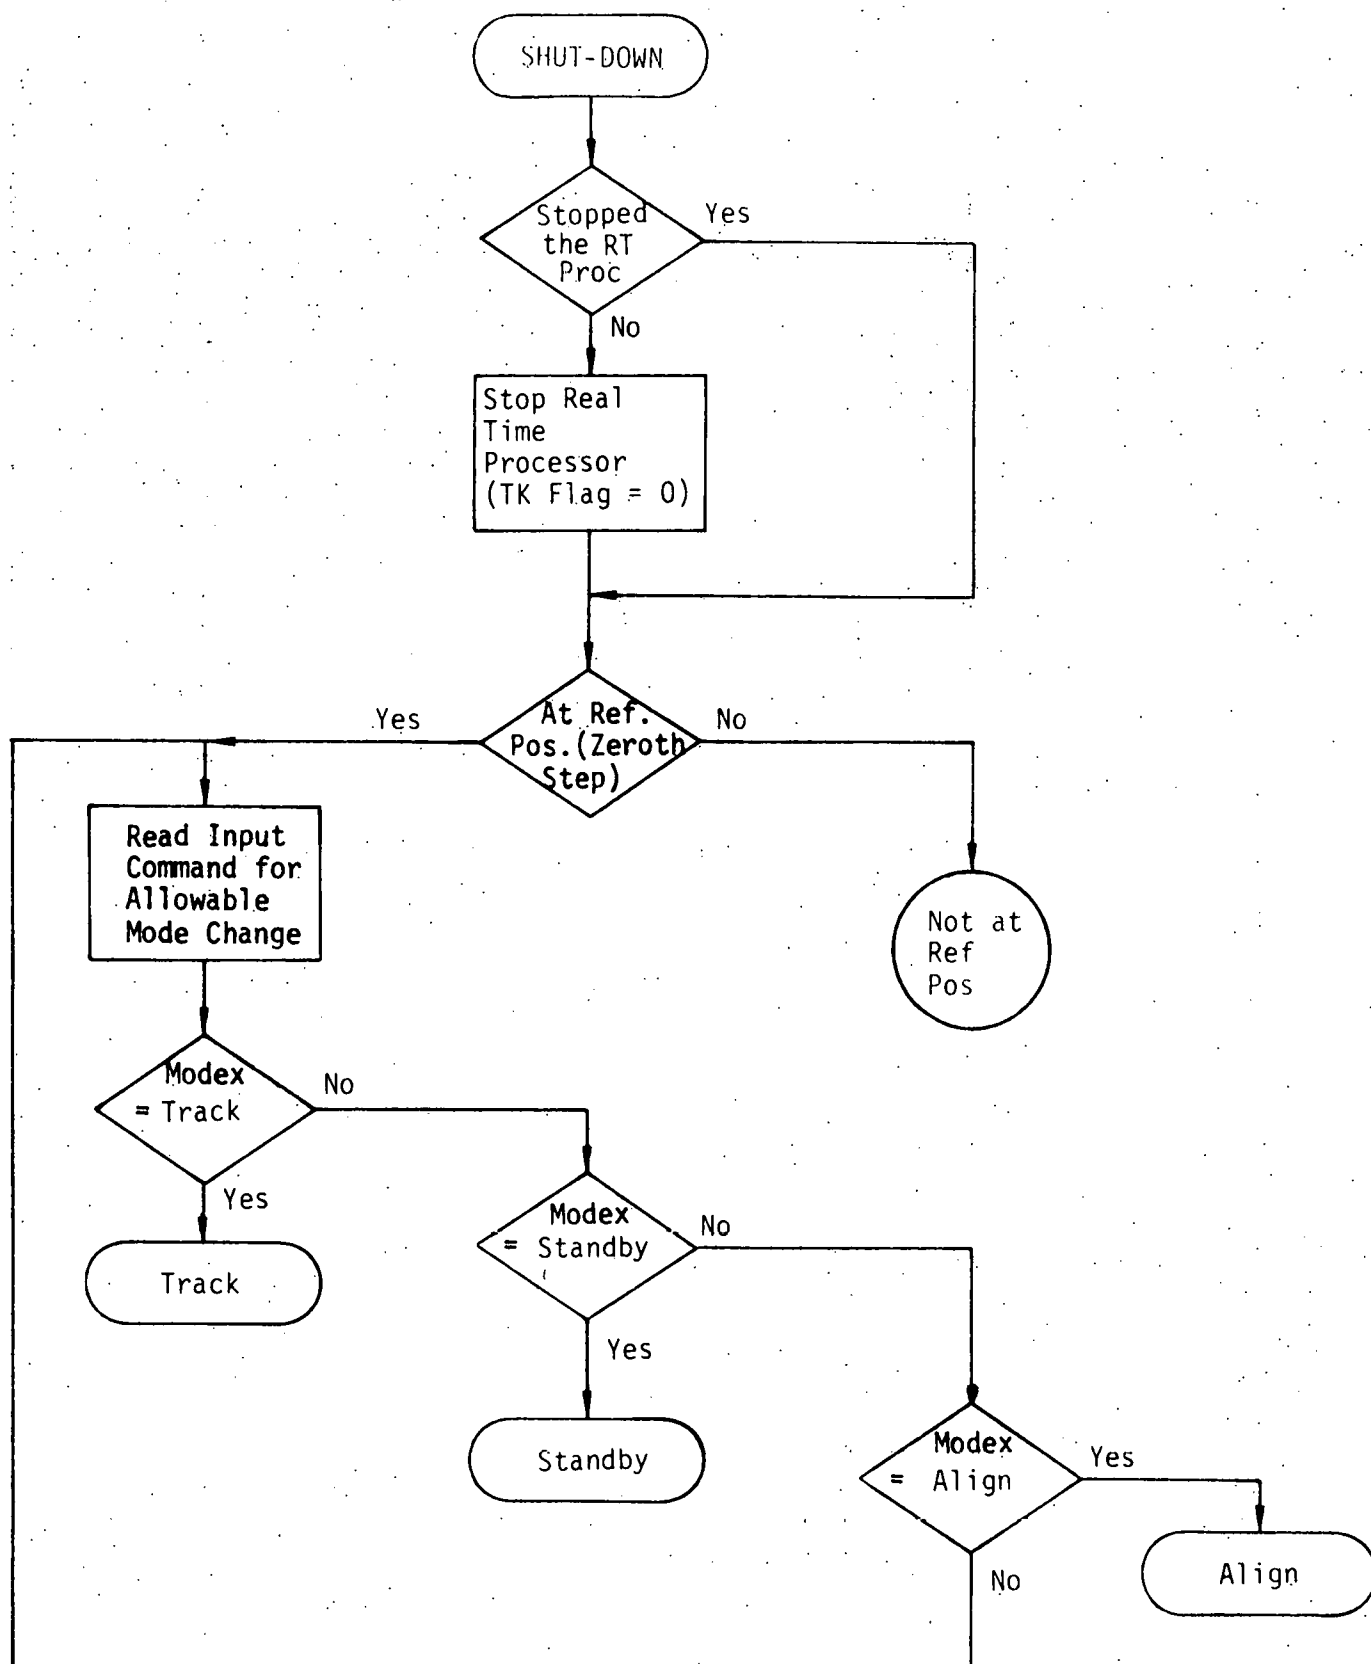 SHUT-DOWN
Stopped
the RT
Proc
Yes
No
Stop Real
Time
Processor
(TK Flag = 0)
At Ref.
Pos.(Zeroth
Step)
Yes
No
Read Input
Command for
Allowable
Mode Change
Not at
Ref
Pos
Modex
= Track
No
Yes
Track
Modex
= Standby
No
Yes
Standby
Modex
= Align
Yes
No
Align